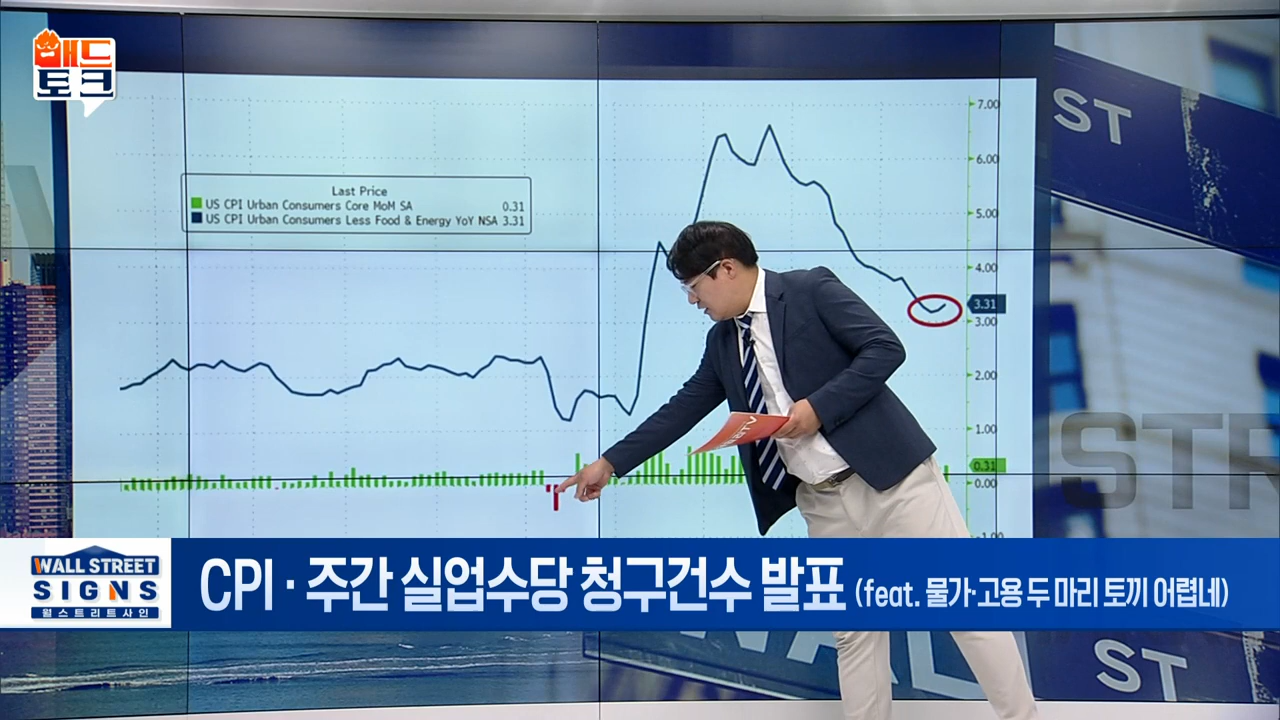 매드
토크
ST
7.00
6.00
5.00
4.00
3.31
3.00
2.00
1.00
0.31
0.00
Last Price
US CPI Urban Consumers Core MoM SA 0.31
US CPI Urban Consumers Less Food & Energy YoY NSA 3.31
STR
WALL STREET
SIGNS
월스트리트사인
CPI · 주간 실업수당 청구건수 발표 (feat. 물가·고용 두 마리 토끼 어렵네)
ST